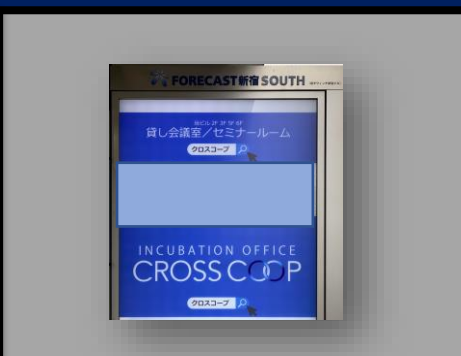 FORECAST新宿SOUTH
貸し会議室／セミナールーム
クロスコープ
INCUBATION OFFICE
CROSS COOP
クロスコープ